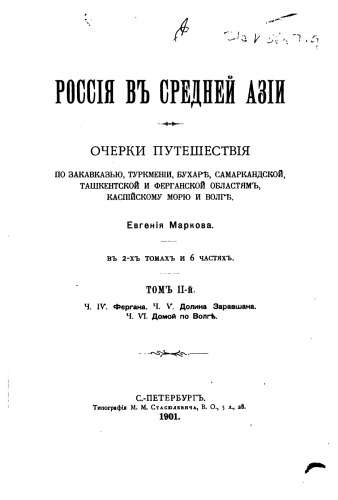 РОССІЯ ВЪ СРЕДНЕЙ АЗІИ
ОЧЕРКИ ПУТЕШЕСТВІЯ
ПО ЗАКАВКАЗЬЮ, ТУРКМЕНІИ, БУХАРѢ, САМАРКАНДСКОЙ,
ТАШКЕНТСКОЙ И ФЕРГАНСКОЙ ОБЛАСТЯМЪ,
КАСПІЙСКОМУ МОРЮ И ВОЛГѢ.
Евгенія Маркова.
ВЪ 2-ХЪ ТОМАХЪ И 6 ЧАСТЯХЪ.
ТОМЪ II-й.
Ч. IV. Фергана. Ч. V. Долина Заравшана.
Ч. VI. Домой по Волгѣ.
С.-ПЕТЕРБУРГЪ.
Типографія М. М. Стасюлевича, В. О., 5 л., 28.
1901.